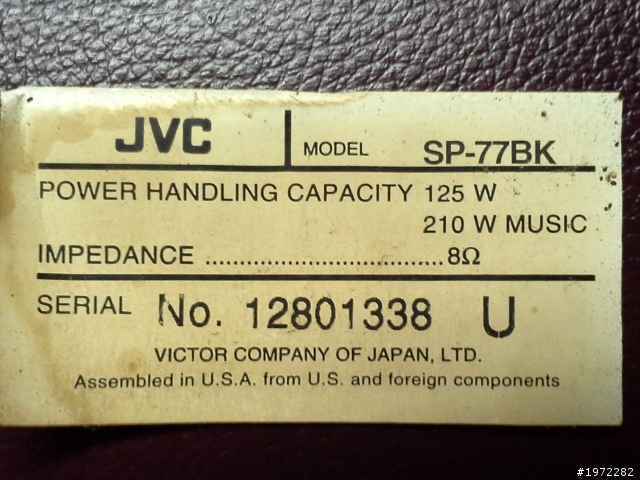 JVC MODEL SP-77BK
POWER HANDLING CAPACITY 125 W
210 W MUSIC
IMPEDANCE ..................................8Ω
SERIAL No. 12801338 U
VICTOR COMPANY OF JAPAN, LTD.
Assembled in U.S.A. from U.S. and foreign components
#1972282